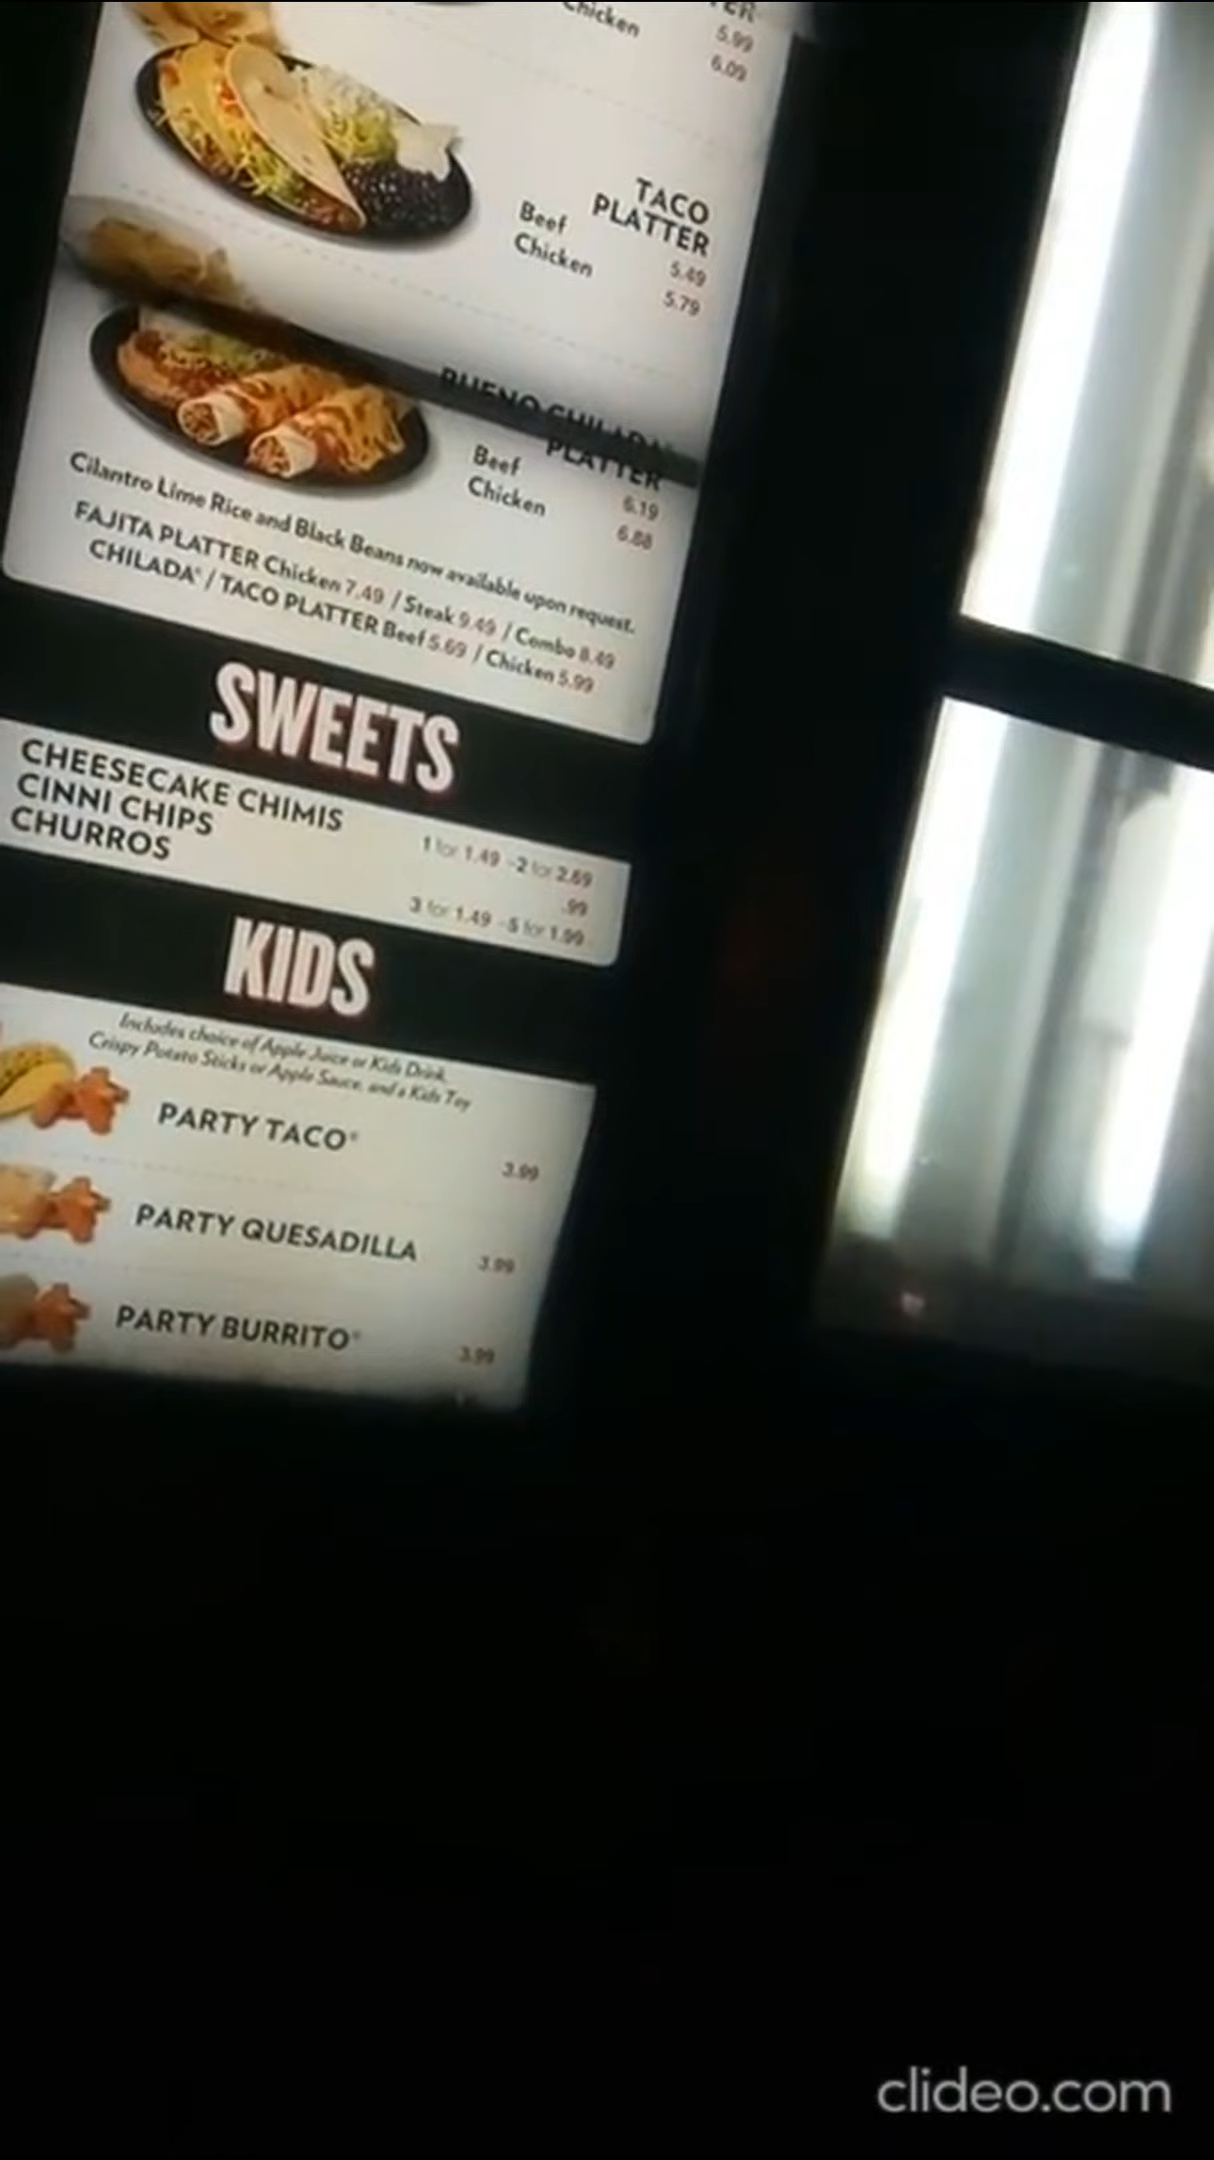 Chicken
5.99
6.09
TACO
PLATTER
Beef 5.49
Chicken 5.79
BUENO CHILADA
PLATTER
Beef 6.19
Chicken 6.88
Cilantro Lime Rice and Black Beans now available upon request.
FAJITA PLATTER Chicken 7.49 / Steak 9.49 / Combo 8.49
CHILADA® / TACO PLATTER Beef 5.69 / Chicken 5.99
SWEETS
CHEESECAKE CHIMIS 1 for 1.49 - 2 for 2.69
CINNI CHIPS .99
CHURROS 3 for 1.49 - 5 for 1.99
KIDS
Includes choice of Apple Juice or Kids Drink,
Crispy Potato Sticks or Apple Sauce, and a Kids Toy
PARTY TACO® 3.99
PARTY QUESADILLA 3.99
PARTY BURRITO® 3.99
clideo.com